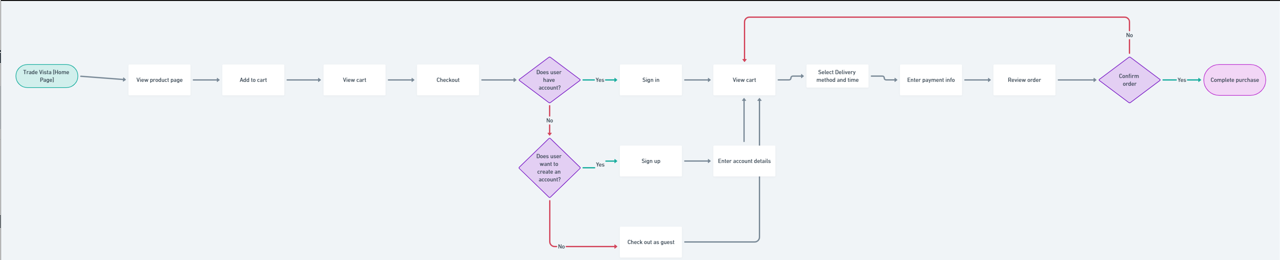 No
Trade Vista (Home
Page)
View product page
Add to cart
View cart
Checkout
Does user
have
account?
Yes
Sign in
View cart
Select Delivery
method and time
Enter payment info
Review order
Confirm
order
Yes
Complete purchase
No
Does user
want to
create an
account?
Yes
Sign up
Enter account details
No
Check out as guest